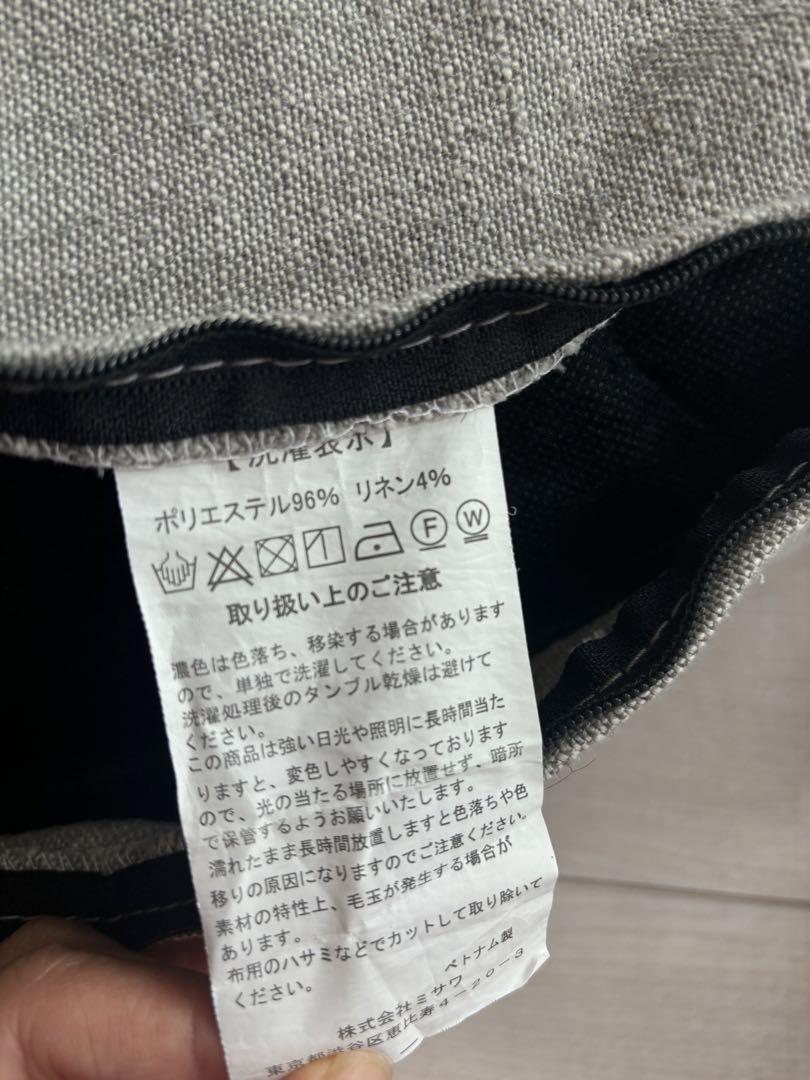 【洗濯表示】
ポリエステル96% リネン4%
F W
取り扱い上のご注意
濃色は色落ち、移染する場合があります
ので、単独で洗濯してください。
洗濯処理後のタンブル乾燥は避けて
ください。
この商品は強い日光や照明に長時間当た
りますと、変色しやすくなっております
ので、光の当たる場所に放置せず、暗所
で保管するようお願いいたします。
濡れたまま長時間放置しますと色落ちや色
移りの原因になりますのでご注意ください。
素材の特性上、毛玉が発生する場合が
あります。
布用のハサミなどでカットして取り除いて
ください。
ベトナム製
株式会社ミサワ
東京都渋谷区恵比寿4-20-3